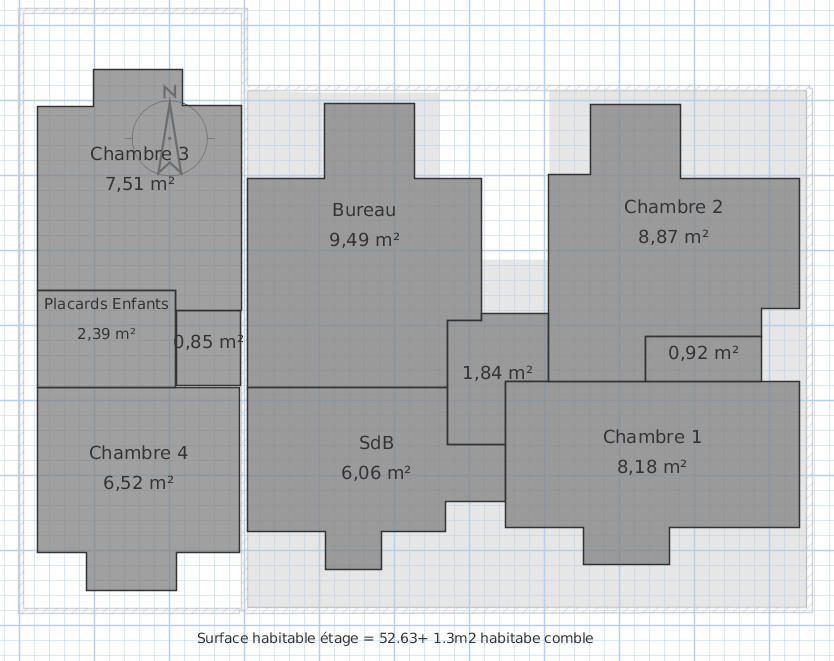 N
Chambre 3
7,51 m²
Placards Enfants
2,39 m²
0,85 m²
Chambre 4
6,52 m²
Bureau
9,49 m²
SdB
6,06 m²
1,84 m²
Chambre 2
8,87 m²
0,92 m²
Chambre 1
8,18 m²
Surface habitable étage = 52.63+ 1.3m2 habitabe comble